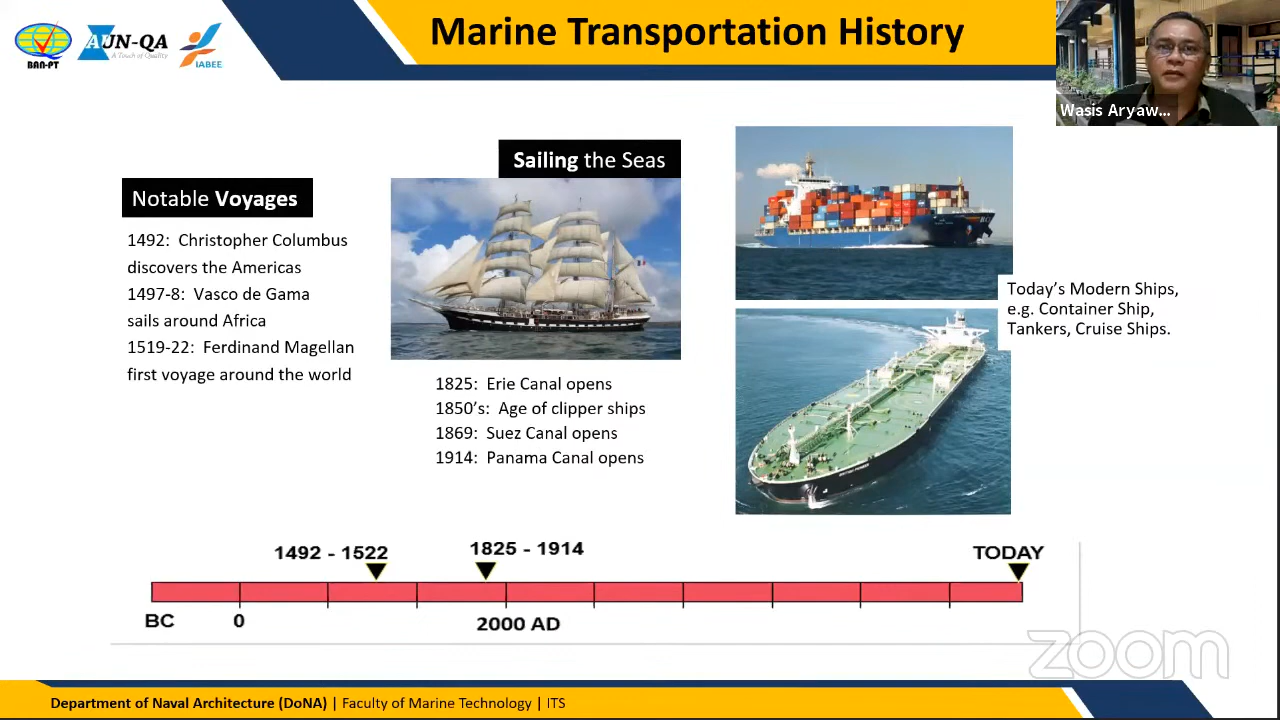 BAN-PT
AUN-QA
A Touch of Quality
IABEE
Marine Transportation History
Wasis Aryaw...
Notable Voyages
1492: Christopher Columbus
discovers the Americas
1497-8: Vasco de Gama
sails around Africa
1519-22: Ferdinand Magellan
first voyage around the world
Sailing the Seas
1825: Erie Canal opens
1850's: Age of clipper ships
1869: Suez Canal opens
1914: Panama Canal opens
Today's Modern Ships,
e.g. Container Ship,
Tankers, Cruise Ships.
1492 - 1522
1825 - 1914
TODAY
BC
0
2000 AD
zoom
Department of Naval Architecture (DoNA) | Faculty of Marine Technology | ITS